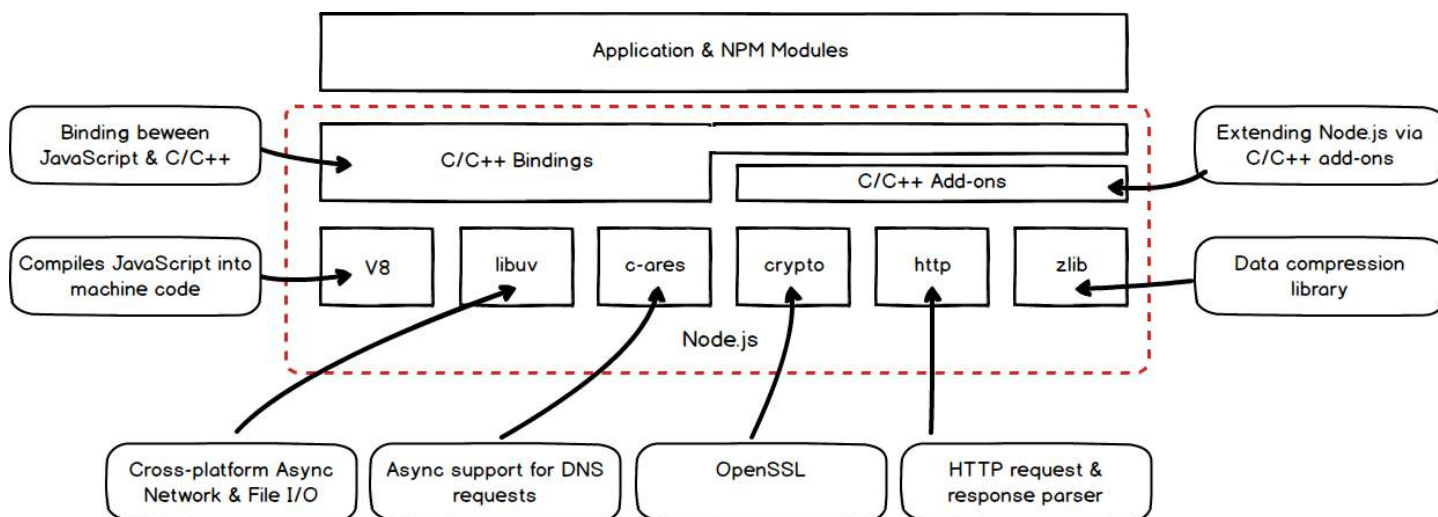 Application & NPM Modules
Binding beween
JavaScript & C/C++
C/C++ Bindings
Extending Node.js via
C/C++ add-ons
C/C++ Add-ons
Compiles JavaScript into
machine code
V8
libuv
c-ares
crypto
http
zlib
Data compression
library
Node.js
Cross-platform Async
Network & File I/O
Async support for DNS
requests
OpenSSL
HTTP request &
response parser